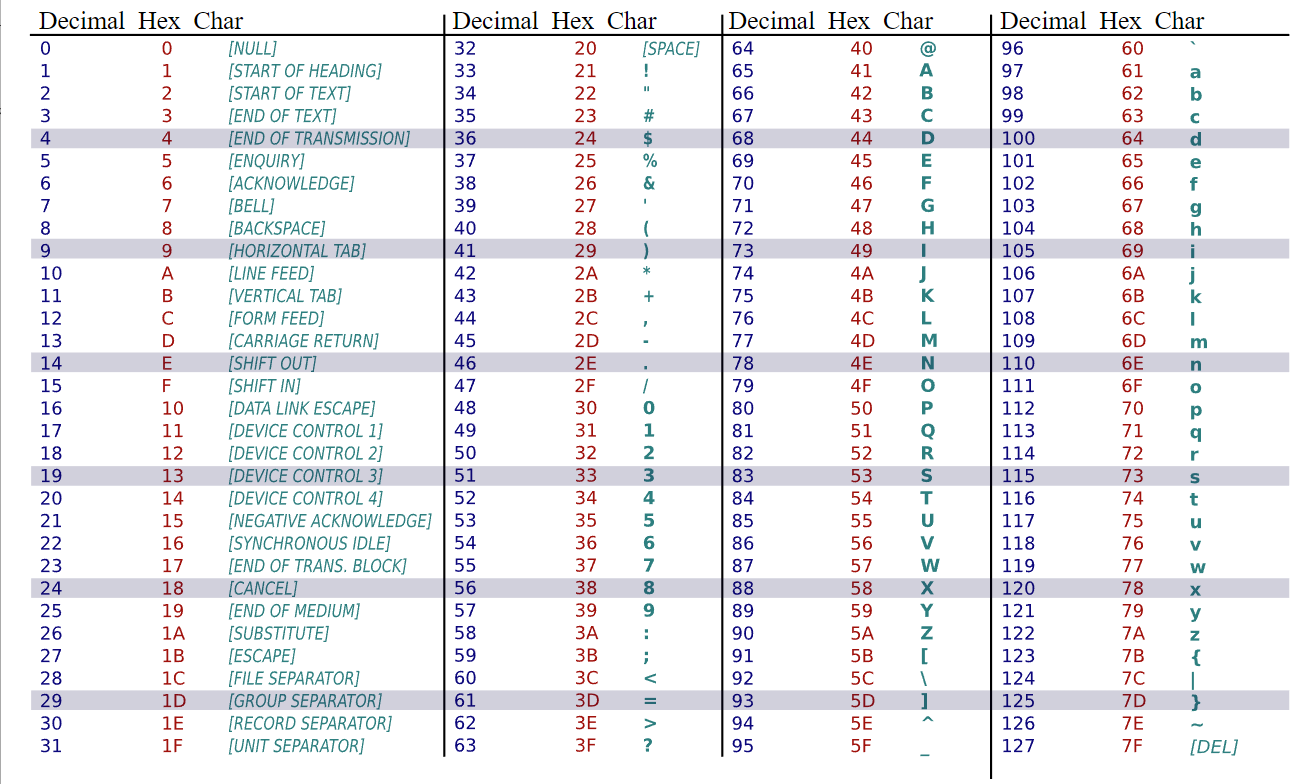 Decimal Hex Char Decimal Hex Char Decimal Hex Char Decimal Hex Char
0 0 [NULL] 32 20 [SPACE] 64 40 @ 96 60 `
1 1 [START OF HEADING] 33 21 ! 65 41 A 97 61 a
2 2 [START OF TEXT] 34 22 " 66 42 B 98 62 b
3 3 [END OF TEXT] 35 23 # 67 43 C 99 63 c
4 4 [END OF TRANSMISSION] 36 24 $ 68 44 D 100 64 d
5 5 [ENQUIRY] 37 25 % 69 45 E 101 65 e
6 6 [ACKNOWLEDGE] 38 26 & 70 46 F 102 66 f
7 7 [BELL] 39 27 ' 71 47 G 103 67 g
8 8 [BACKSPACE] 40 28 ( 72 48 H 104 68 h
9 9 [HORIZONTAL TAB] 41 29 ) 73 49 I 105 69 i
10 A [LINE FEED] 42 2A * 74 4A J 106 6A j
11 B [VERTICAL TAB] 43 2B + 75 4B K 107 6B k
12 C [FORM FEED] 44 2C , 76 4C L 108 6C l
13 D [CARRIAGE RETURN] 45 2D - 77 4D M 109 6D m
14 E [SHIFT OUT] 46 2E . 78 4E N 110 6E n
15 F [SHIFT IN] 47 2F / 79 4F O 111 6F o
16 10 [DATA LINK ESCAPE] 48 30 0 80 50 P 112 70 p
17 11 [DEVICE CONTROL 1] 49 31 1 81 51 Q 113 71 q
18 12 [DEVICE CONTROL 2] 50 32 2 82 52 R 114 72 r
19 13 [DEVICE CONTROL 3] 51 33 3 83 53 S 115 73 s
20 14 [DEVICE CONTROL 4] 52 34 4 84 54 T 116 74 t
21 15 [NEGATIVE ACKNOWLEDGE] 53 35 5 85 55 U 117 75 u
22 16 [SYNCHRONOUS IDLE] 54 36 6 86 56 V 118 76 v
23 17 [END OF TRANS. BLOCK] 55 37 7 87 57 W 119 77 w
24 18 [CANCEL] 56 38 8 88 58 X 120 78 x
25 19 [END OF MEDIUM] 57 39 9 89 59 Y 121 79 y
26 1A [SUBSTITUTE] 58 3A : 90 5A Z 122 7A z
27 1B [ESCAPE] 59 3B ; 91 5B [ 123 7B {
28 1C [FILE SEPARATOR] 60 3C < 92 5C \ 124 7C |
29 1D [GROUP SEPARATOR] 61 3D = 93 5D ] 125 7D }
30 1E [RECORD SEPARATOR] 62 3E > 94 5E ^ 126 7E ~
31 1F [UNIT SEPARATOR] 63 3F ? 95 5F _ 127 7F [DEL]